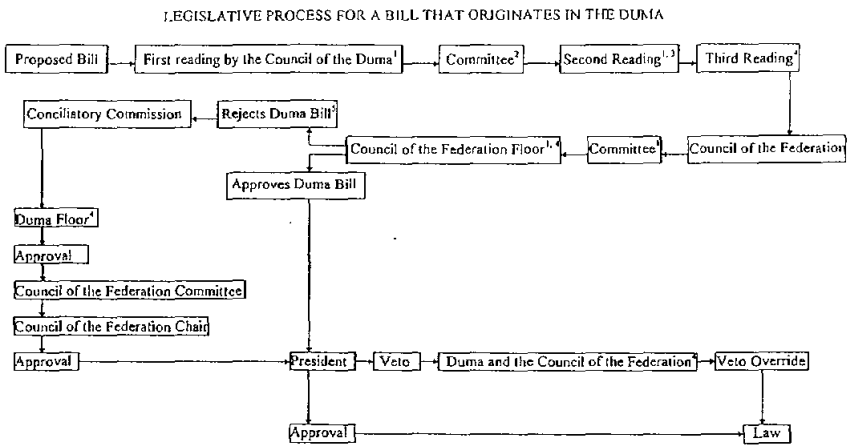 LEGISLATIVE PROCESS FOR A BILL THAT ORIGINATES IN THE DUMA
Proposed Bill
First reading by the Council of the Duma¹
Committee²
Second Reading¹,³
Third Reading⁴
Conciliatory Commission
Rejects Duma Bill⁵
Council of the Federation Floor¹,⁴
Committee³
Council of the Federation
Approves Duma Bill
Duma Floor⁴
Approval
Council of the Federation Committee
Council of the Federation Chair
Approval
President
Veto
Duma and the Council of the Federation⁴
Veto Override
Approval
Law